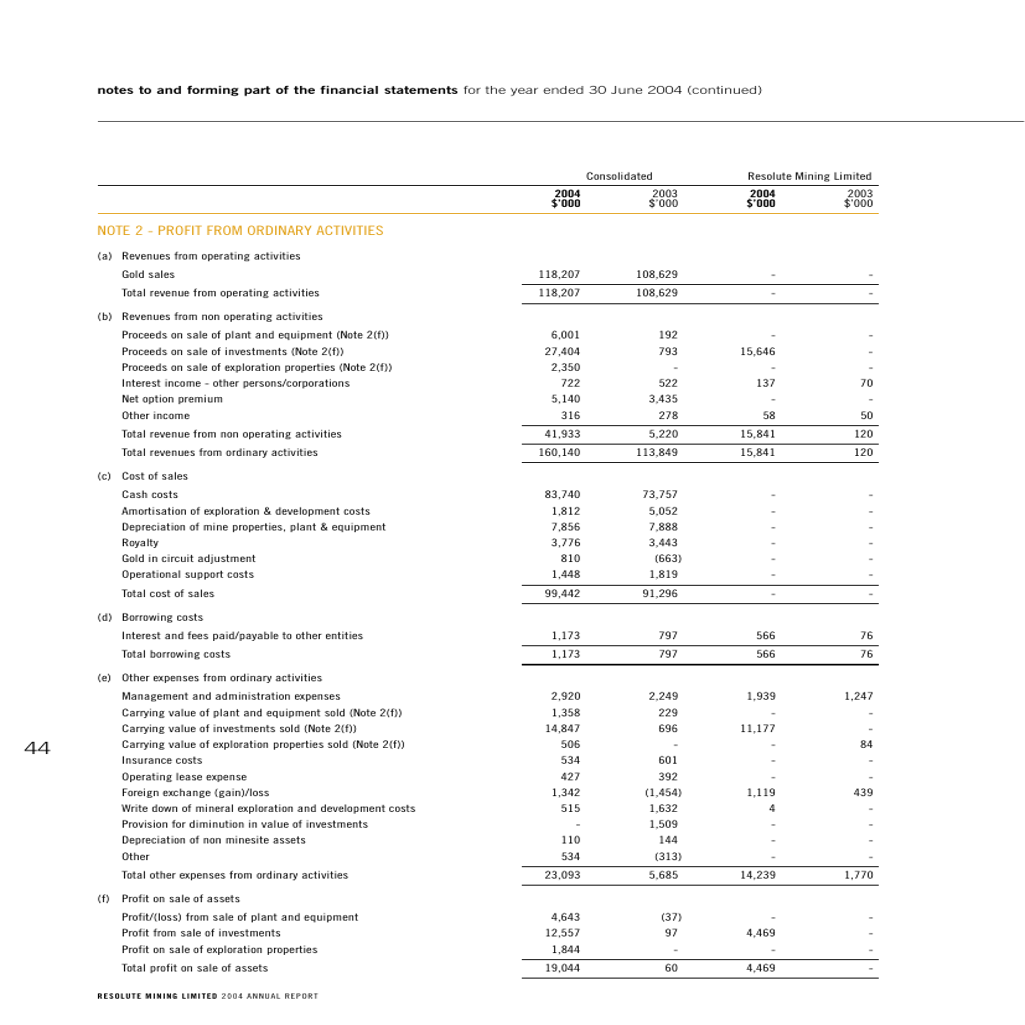 notes to and forming part of the financial statements for the year ended 30 June 2004 (continued)
Consolidated Resolute Mining Limited
2004 2003 2004 2003
$'000 $'000 $'000 $'000
NOTE 2 - PROFIT FROM ORDINARY ACTIVITIES
(a) Revenues from operating activities
Gold sales 118,207 108,629 - -
Total revenue from operating activities 118,207 108,629 - -
(b) Revenues from non operating activities
Proceeds on sale of plant and equipment (Note 2(f)) 6,001 192 - -
Proceeds on sale of investments (Note 2(f)) 27,404 793 15,646 -
Proceeds on sale of exploration properties (Note 2(f)) 2,350 - - -
Interest income - other persons/corporations 722 522 137 70
Net option premium 5,140 3,435 - -
Other income 316 278 58 50
Total revenue from non operating activities 41,933 5,220 15,841 120
Total revenues from ordinary activities 160,140 113,849 15,841 120
(c) Cost of sales
Cash costs 83,740 73,757 - -
Amortisation of exploration & development costs 1,812 5,052 - -
Depreciation of mine properties, plant & equipment 7,856 7,888 - -
Royalty 3,776 3,443 - -
Gold in circuit adjustment 810 (663) - -
Operational support costs 1,448 1,819 - -
Total cost of sales 99,442 91,296 - -
(d) Borrowing costs
Interest and fees paid/payable to other entities 1,173 797 566 76
Total borrowing costs 1,173 797 566 76
(e) Other expenses from ordinary activities
Management and administration expenses 2,920 2,249 1,939 1,247
Carrying value of plant and equipment sold (Note 2(f)) 1,358 229 - -
Carrying value of investments sold (Note 2(f)) 14,847 696 11,177 -
Carrying value of exploration properties sold (Note 2(f)) 506 - - 84
44
Insurance costs 534 601 - -
Operating lease expense 427 392 - -
Foreign exchange (gain)/loss 1,342 (1,454) 1,119 439
Write down of mineral exploration and development costs 515 1,632 4 -
Provision for diminution in value of investments - 1,509 - -
Depreciation of non minesite assets 110 144 - -
Other 534 (313) - -
Total other expenses from ordinary activities 23,093 5,685 14,239 1,770
(f) Profit on sale of assets
Profit/(loss) from sale of plant and equipment 4,643 (37) - -
Profit from sale of investments 12,557 97 4,469 -
Profit on sale of exploration properties 1,844 - - -
Total profit on sale of assets 19,044 60 4,469 -
RESOLUTE MINING LIMITED 2004 ANNUAL REPORT